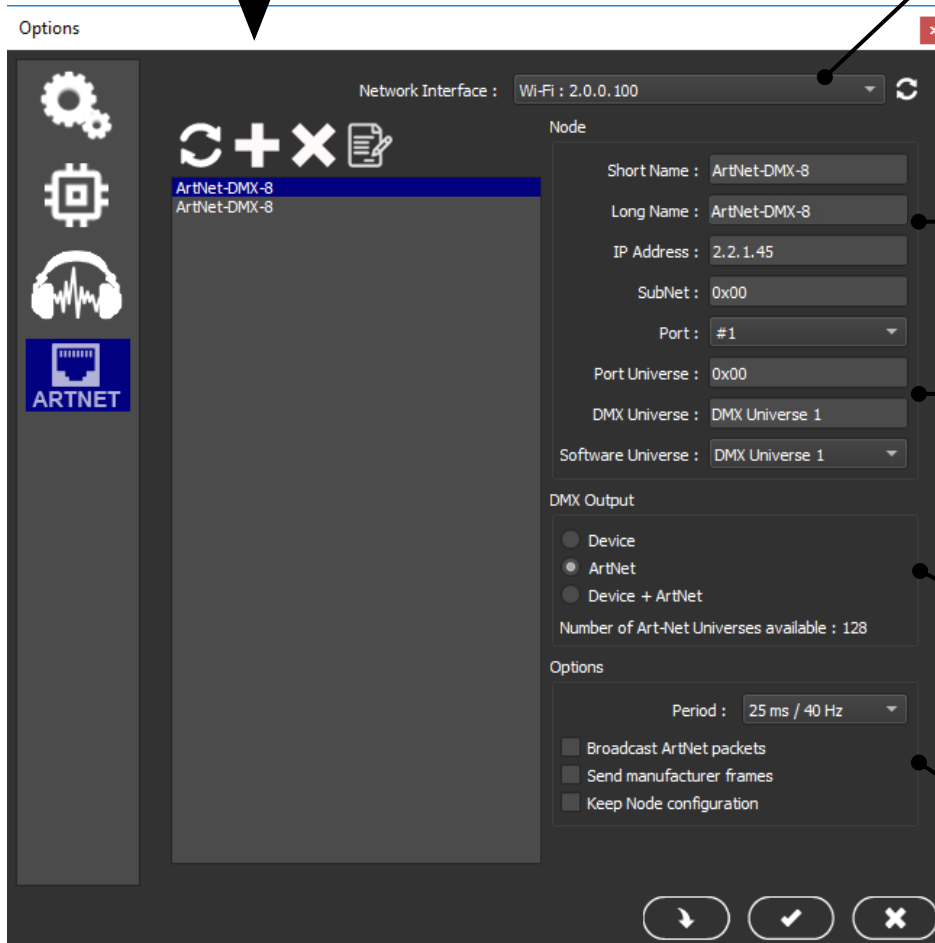 Options
Network Interface : Wi-Fi : 2.0.0.100
ARTNET
ArtNet-DMX-8
ArtNet-DMX-8
Node
Short Name : ArtNet-DMX-8
Long Name : ArtNet-DMX-8
IP Address : 2.2.1.45
SubNet : 0x00
Port : #1
Port Universe : 0x00
DMX Universe : DMX Universe 1
Software Universe : DMX Universe 1
DMX Output
Device
ArtNet
Device + ArtNet
Number of Art-Net Universes available : 128
Options
Period : 25 ms / 40 Hz
Broadcast ArtNet packets
Send manufacturer frames
Keep Node configuration